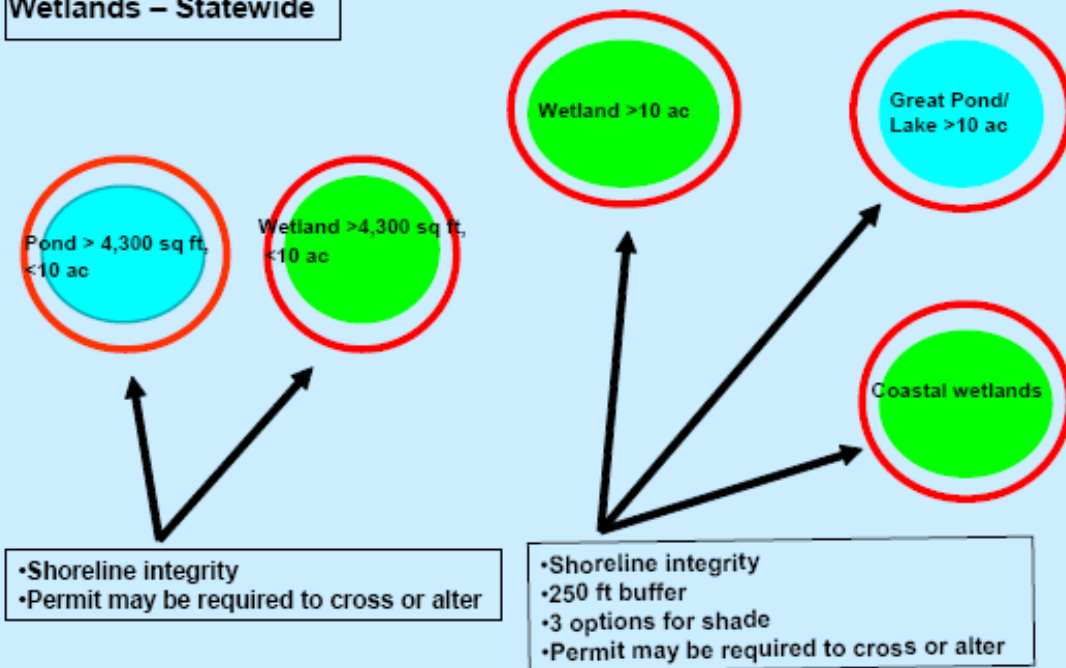 Wetlands – Statewide
Wetland >10 ac
Great Pond/
Lake >10 ac
Pond > 4,300 sq ft,
<10 ac
Wetland >4,300 sq ft,
<10 ac
Coastal wetlands
•Shoreline integrity
•Permit may be required to cross or alter
•Shoreline integrity
•250 ft buffer
•3 options for shade
•Permit may be required to cross or alter